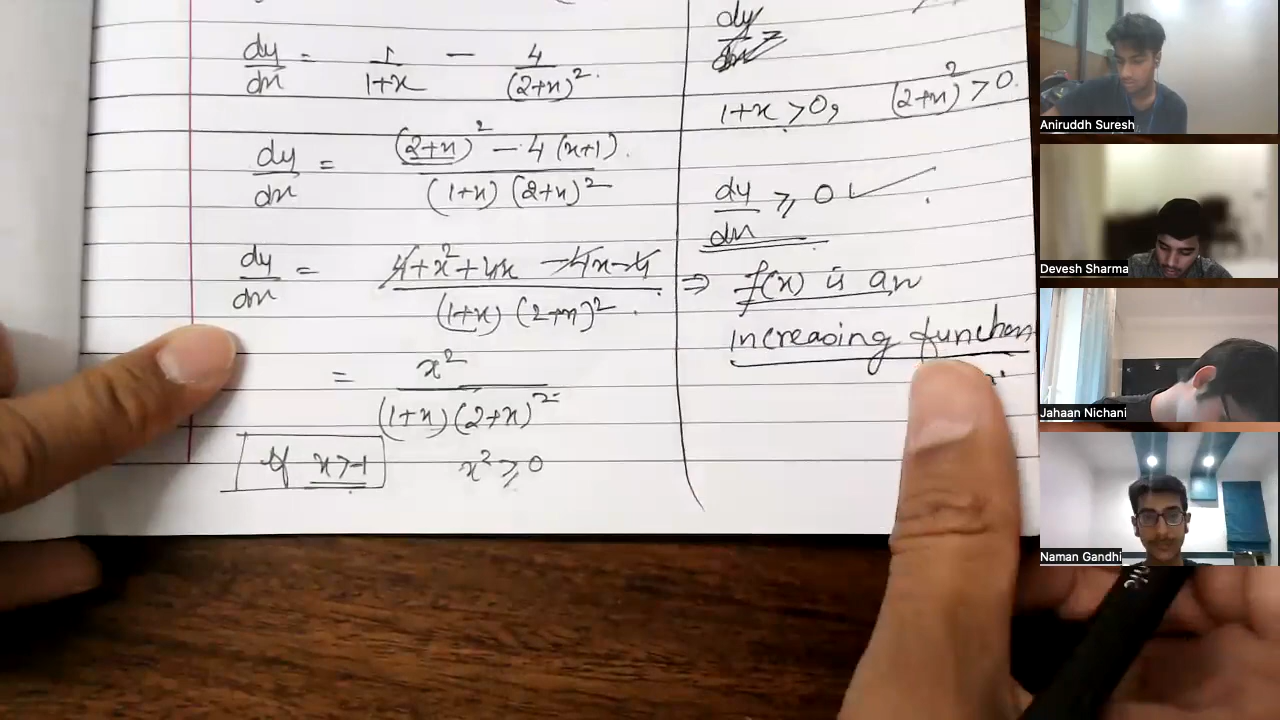 dy/dx = 1/(1+x) - 4/(2+x)².
dy/dx = ((2+x)² - 4(x+1))/((1+x)(2+x)²).
dy/dx = (4+x²+4x -4x-4)/((1+x)(2+x)²).
= x²/((1+x)(2+x)²)
If x>-1 x² ≥ 0
dy/dx =
1+x >0, (2+x)² >0.
dy/dx ≥ 0 ✓
⇒ f(x) is an
increasing function
Aniruddh Suresh
Devesh Sharma
Jahaan Nichani
Naman Gandhi